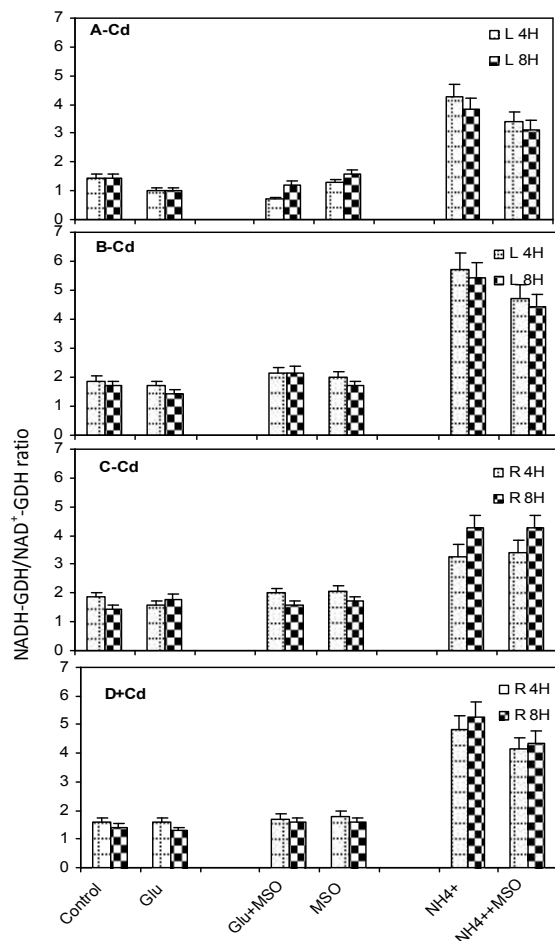 NADH-GDH/NAD⁺-GDH ratio
A-Cd
L 4H
L 8H
7
6
5
4
3
2
1
0
B-Cd
L 4H
L 8H
7
6
5
4
3
2
1
0
C-Cd
R 4H
R 8H
7
6
5
4
3
2
1
0
D+Cd
R 4H
R 8H
7
6
5
4
3
2
1
0
Control
Glu
Glu+MSO
MSO
NH4+
NH4++MSO